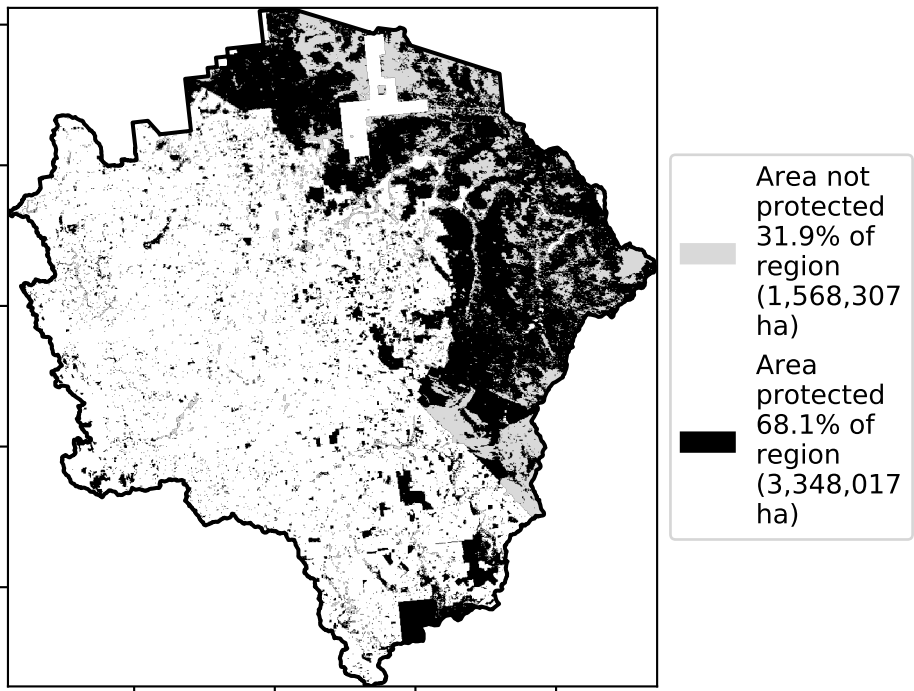 Area not
protected
31.9% of
region
(1,568,307
ha)
Area
protected
68.1% of
region
(3,348,017
ha)